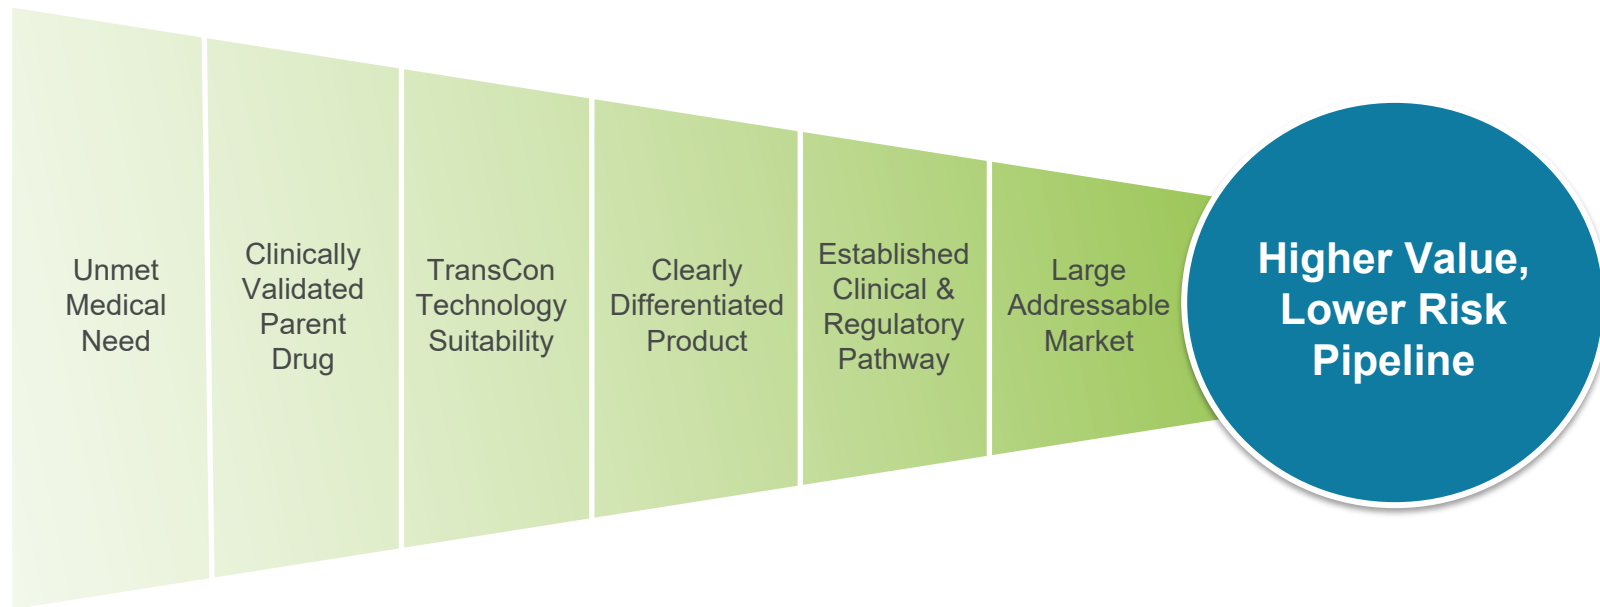 Unmet
Medical
Need
Clinically
Validated
Parent
Drug
TransCon
Technology
Suitability
Clearly
Differentiated
Product
Established
Clinical &
Regulatory
Pathway
Large
Addressable
Market
Higher Value,
Lower Risk
Pipeline